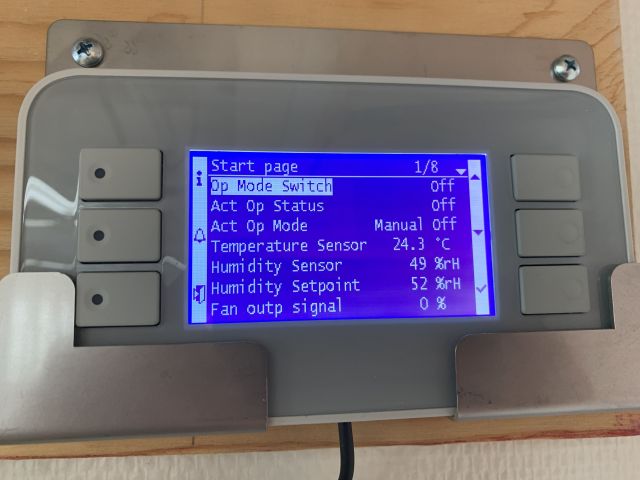 Start page 1/8
Op Mode Switch Off
Act Op Status Off
Act Op Mode Manual Off
Temperature Sensor 24.3 °C
Humidity Sensor 49 %rH
Humidity Setpoint 52 %rH
Fan outp signal 0 %